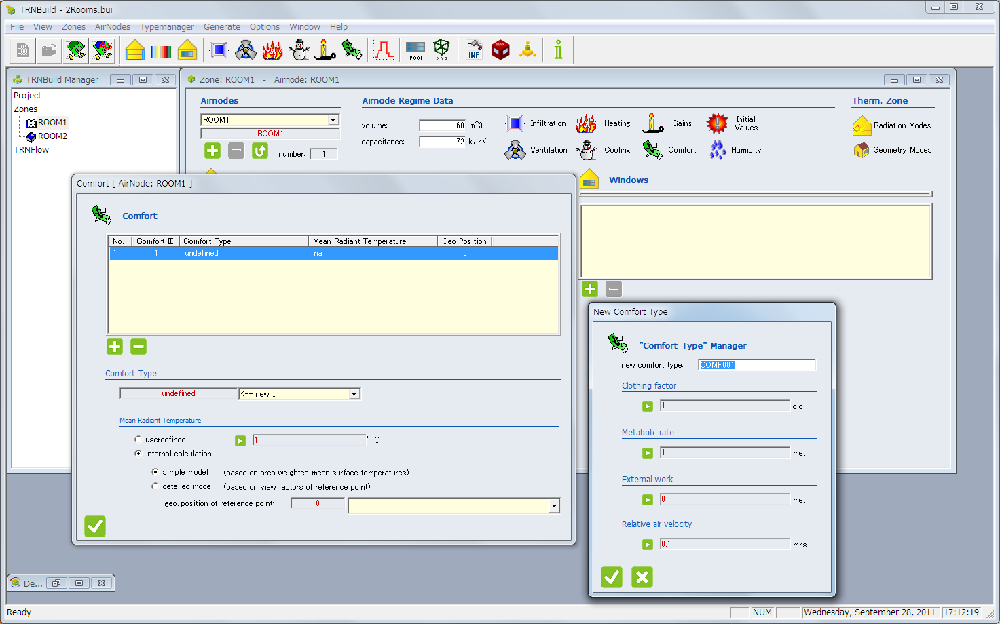 TRNBuild - 2Rooms.bui
File View Zones AirNodes Typemanager Generate Options Window Help
Pool
x y z
INF
MAX
TRNBuild Manager
Project
Zones
ROOM1
ROOM2
TRNFlow
Zone: ROOM1 - Airnode: ROOM1
Airnodes
ROOM1
ROOM1
number: 1
Airnode Regime Data
volume: 60 m^3
capacitance: 72 kJ/K
Infiltration
Heating
Gains
Initial
Values
Ventilation
Cooling
Comfort
Humidity
Therm. Zone
Radiation Modes
Geometry Modes
Windows
Comfort [ AirNode: ROOM1 ]
Comfort
No. Comfort ID Comfort Type Mean Radiant Temperature Geo Position
1 1 undefined na 0
Comfort Type
undefined <-- new ...
Mean Radiant Temperature
userdefined 1 ° C
internal calculation
simple model (based on area weighted mean surface temperatures)
detailed model (based on view factors of reference point)
geo. position of reference point: 0
New Comfort Type
"Comfort Type" Manager
new comfort type: COMF001
Clothing factor
1 clo
Metabolic rate
1 met
External work
0 met
Relative air velocity
0.1 m/s
De...
Ready
NUM Wednesday, September 28, 2011 17:12:19